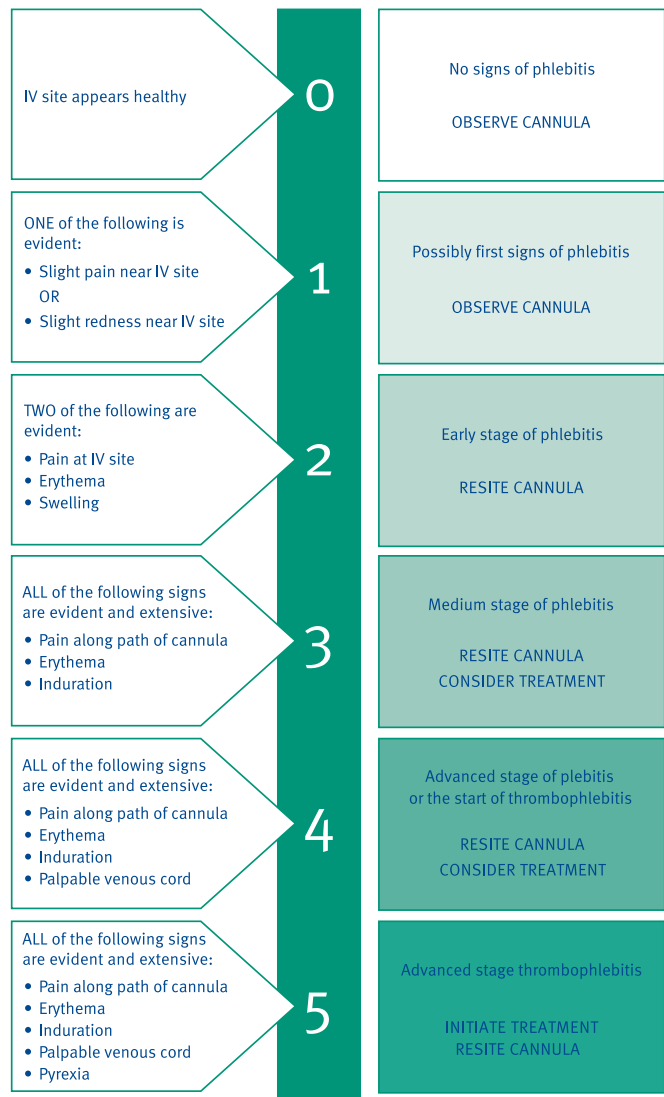 IV site appears healthy
0
No signs of phlebitis
OBSERVE CANNULA
ONE of the following is
evident:
• Slight pain near IV site
OR
• Slight redness near IV site
1
Possibly first signs of phlebitis
OBSERVE CANNULA
TWO of the following are
evident:
• Pain at IV site
• Erythema
• Swelling
2
Early stage of phlebitis
RESITE CANNULA
ALL of the following signs
are evident and extensive:
• Pain along path of cannula
• Erythema
• Induration
3
Medium stage of phlebitis
RESITE CANNULA
CONSIDER TREATMENT
ALL of the following signs
are evident and extensive:
• Pain along path of cannula
• Erythema
• Induration
• Palpable venous cord
4
Advanced stage of plebitis
or the start of thrombophlebitis
RESITE CANNULA
CONSIDER TREATMENT
ALL of the following signs
are evident and extensive:
• Pain along path of cannula
• Erythema
• Induration
• Palpable venous cord
• Pyrexia
5
Advanced stage thrombophlebitis
INITIATE TREATMENT
RESITE CANNULA